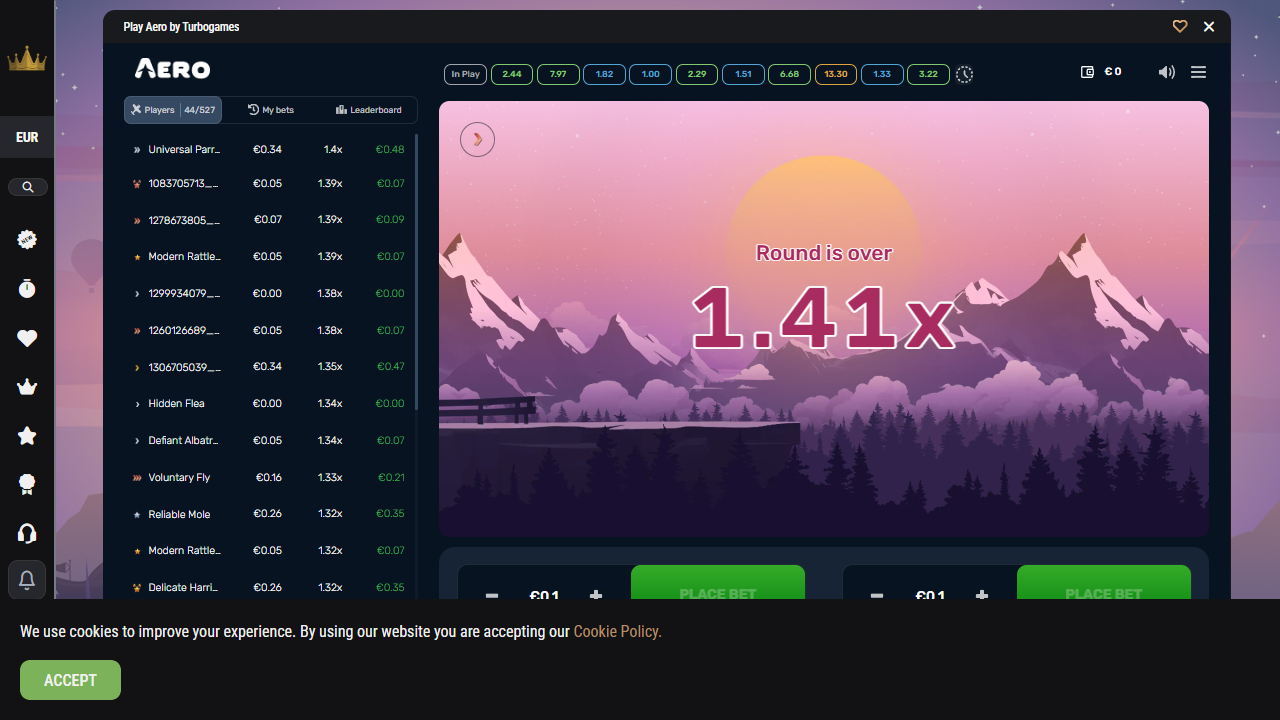 Play Aero by Turbogames
AERO
In Play 2.44 7.97 1.82 1.00 2.29 1.51 6.68 13.30 1.33 3.22
€ 0
EUR
NEW
Players 44/527 My bets Leaderboard
Universal Parr... €0.34 1.4x €0.48
1083705713_... €0.05 1.39x €0.07
1278673805_... €0.07 1.39x €0.09
Modern Rattle... €0.05 1.39x €0.07
1299934079_... €0.00 1.38x €0.00
1260126689_... €0.05 1.38x €0.07
1306705039_... €0.34 1.35x €0.47
Hidden Flea €0.00 1.34x €0.00
Defiant Albatr... €0.05 1.34x €0.07
Voluntary Fly €0.16 1.33x €0.21
Reliable Mole €0.26 1.32x €0.35
Modern Rattle... €0.05 1.32x €0.07
Delicate Harri... €0.26 1.32x €0.35
Round is over
1.41x
€0.1 PLACE BET
€0.1 PLACE BET
We use cookies to improve your experience. By using our website you are accepting our Cookie Policy.
ACCEPT